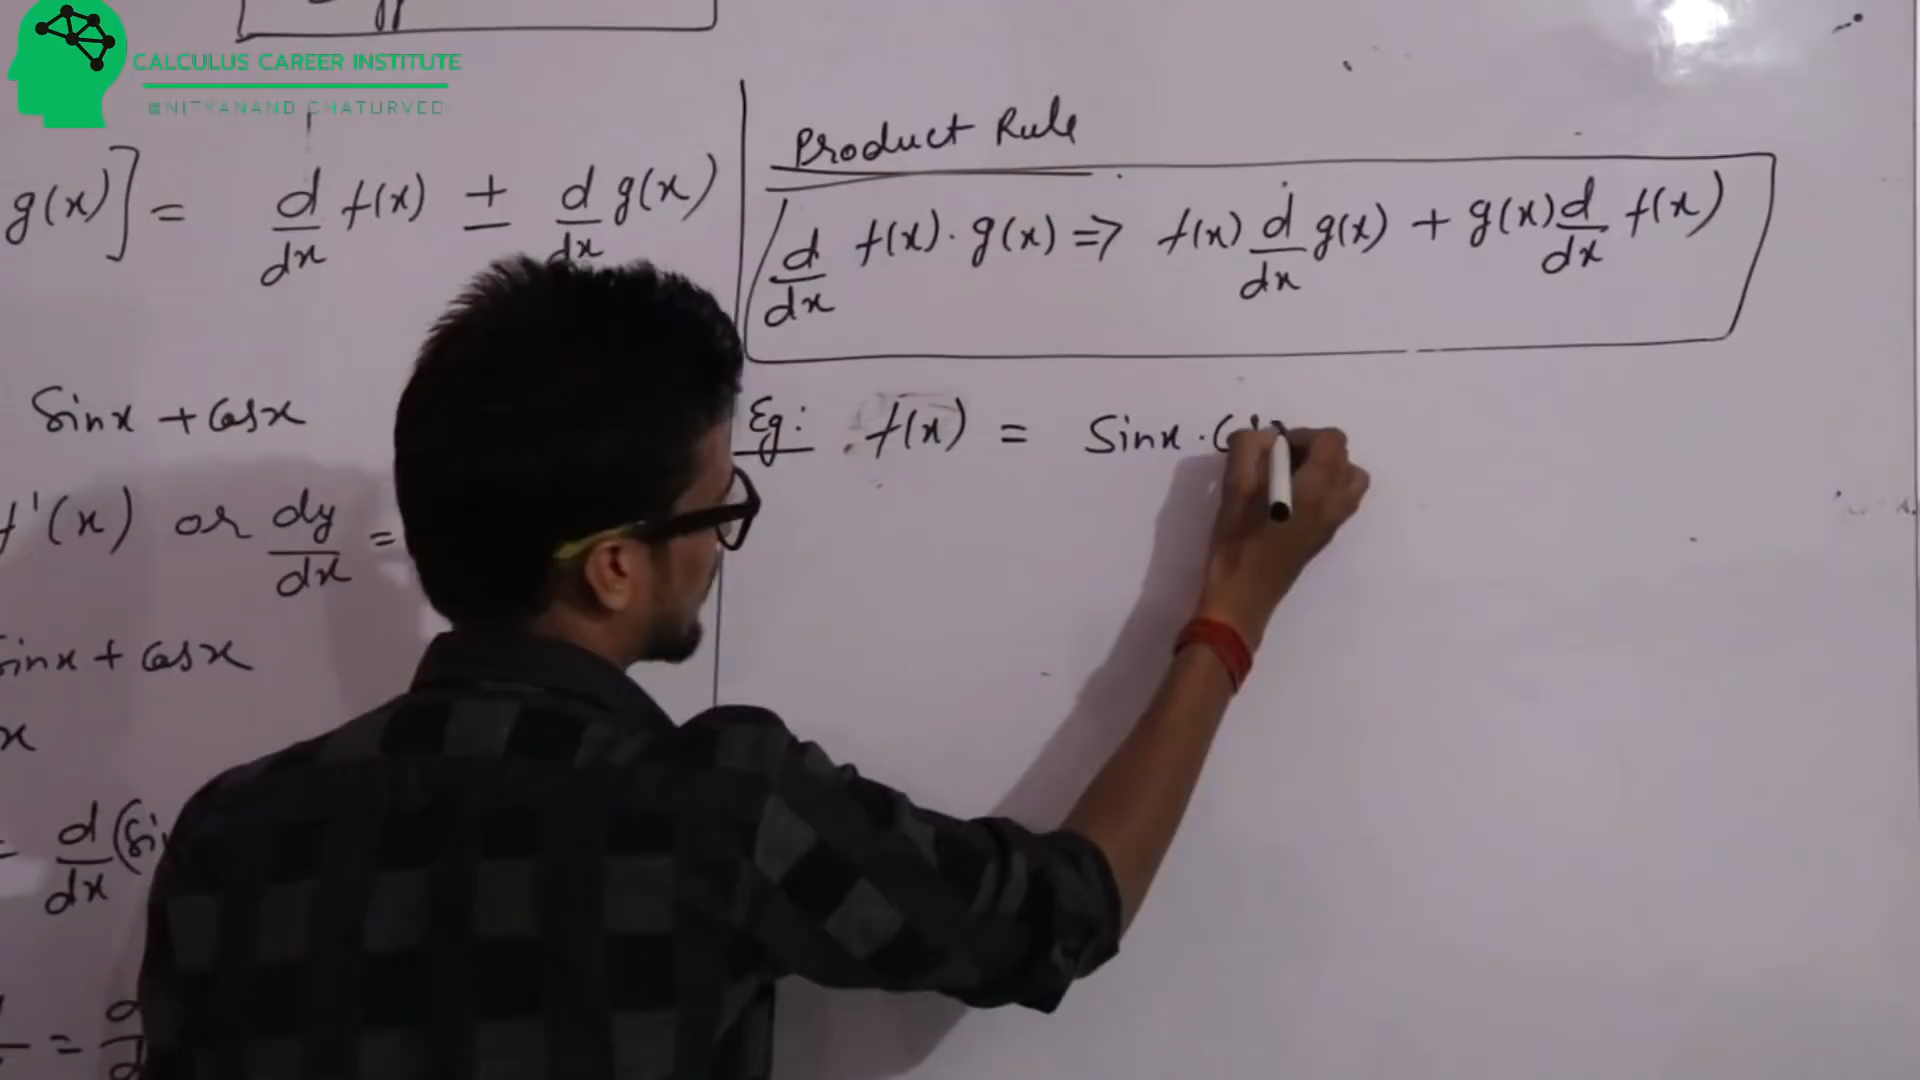 CALCULUS CAREER INSTITUTE
@NITYANAND CHATURVED
g(x)] = d/dx f(x) ± d/dx g(x)
Sinx + Cosx
f'(x) or dy/dx =
Sinx + Cosx
x
= d/dx (Si
=
Product Rule
d/dx f(x) · g(x) => f(x) d/dx g(x) + g(x) d/dx f(x)
Eg: f(x) = Sinx ·